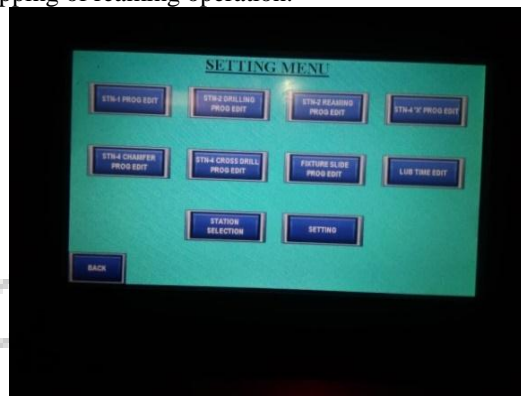 pping or reaming operation.
SETTING MENU
STN-1 PROG EDIT
STN-2 DRILLING
PROG EDIT
STN-2 REAMING
PROG EDIT
STN-4 "X" PROG EDIT
STN-4 CHAMFER
PROG EDIT
STN-4 CROSS DRILL
PROG EDIT
FIXTURE SLIDE
PROG EDIT
LUB TIME EDIT
STATION
SELECTION
SETTING
BACK